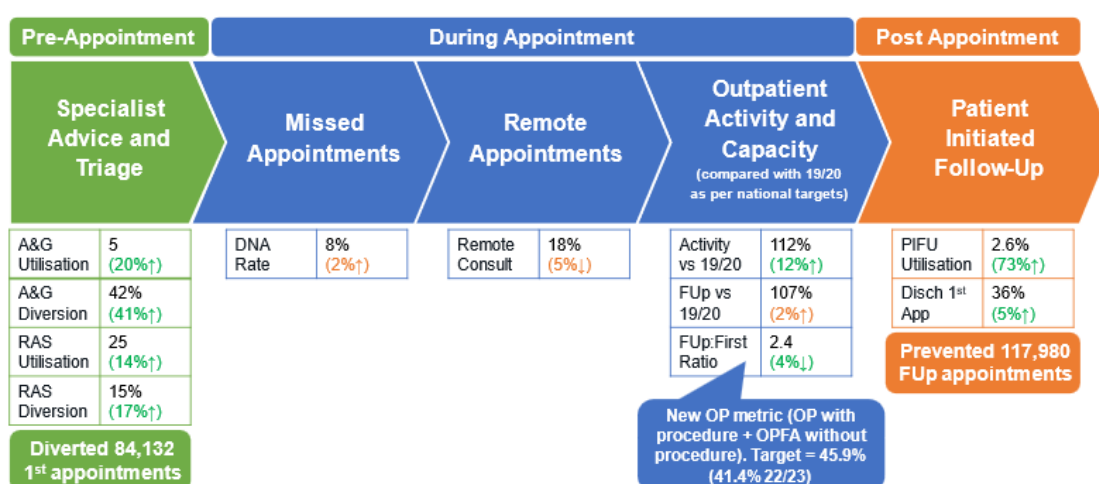 Pre-Appointment
During Appointment
Post Appointment
Specialist
Advice and
Triage
Missed
Appointments
Remote
Appointments
Outpatient
Activity and
Capacity
(compared with 19/20
as per national targets)
Patient
Initiated
Follow-Up
A&G
Utilisation
5
(20%↑)
A&G
Diversion
42%
(41%↑)
RAS
Utilisation
25
(14%↑)
RAS
Diversion
15%
(17%↑)
Diverted 84,132
1st appointments
DNA
Rate
8%
(2%↑)
Remote
Consult
18%
(5%↓)
Activity
vs 19/20
112%
(12%↑)
FUp vs
19/20
107%
(2%↑)
FUp:First
Ratio
2.4
(4%↓)
New OP metric (OP with
procedure + OPFA without
procedure). Target = 45.9%
(41.4% 22/23)
PIFU
Utilisation
2.6%
(73%↑)
Disch 1st
App
36%
(5%↑)
Prevented 117,980
FUp appointments